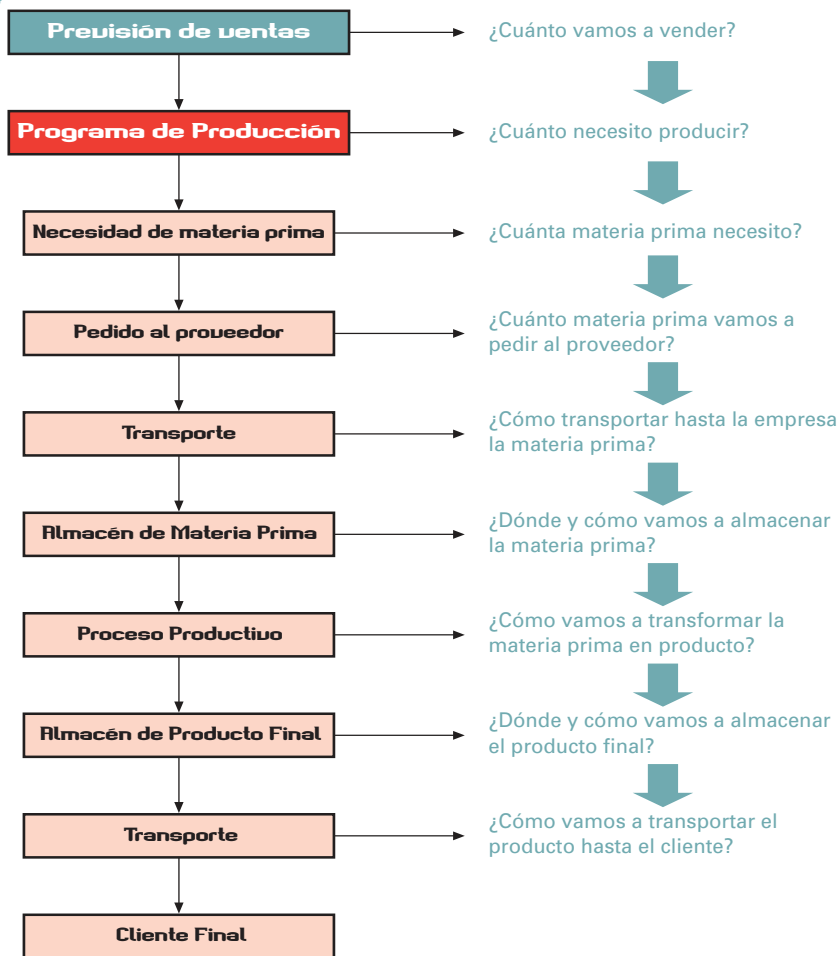 Previsión de ventas
¿Cuánto vamos a vender?
Programa de Producción
¿Cuánto necesito producir?
Necesidad de materia prima
¿Cuánta materia prima necesito?
Pedido al proveedor
¿Cuánto materia prima vamos a
pedir al proveedor?
Transporte
¿Cómo transportar hasta la empresa
la materia prima?
Almacén de Materia Prima
¿Dónde y cómo vamos a almacenar
la materia prima?
Proceso Productivo
¿Cómo vamos a transformar la
materia prima en producto?
Almacén de Producto Final
¿Dónde y cómo vamos a almacenar
el producto final?
Transporte
¿Cómo vamos a transportar el
producto hasta el cliente?
Cliente Final